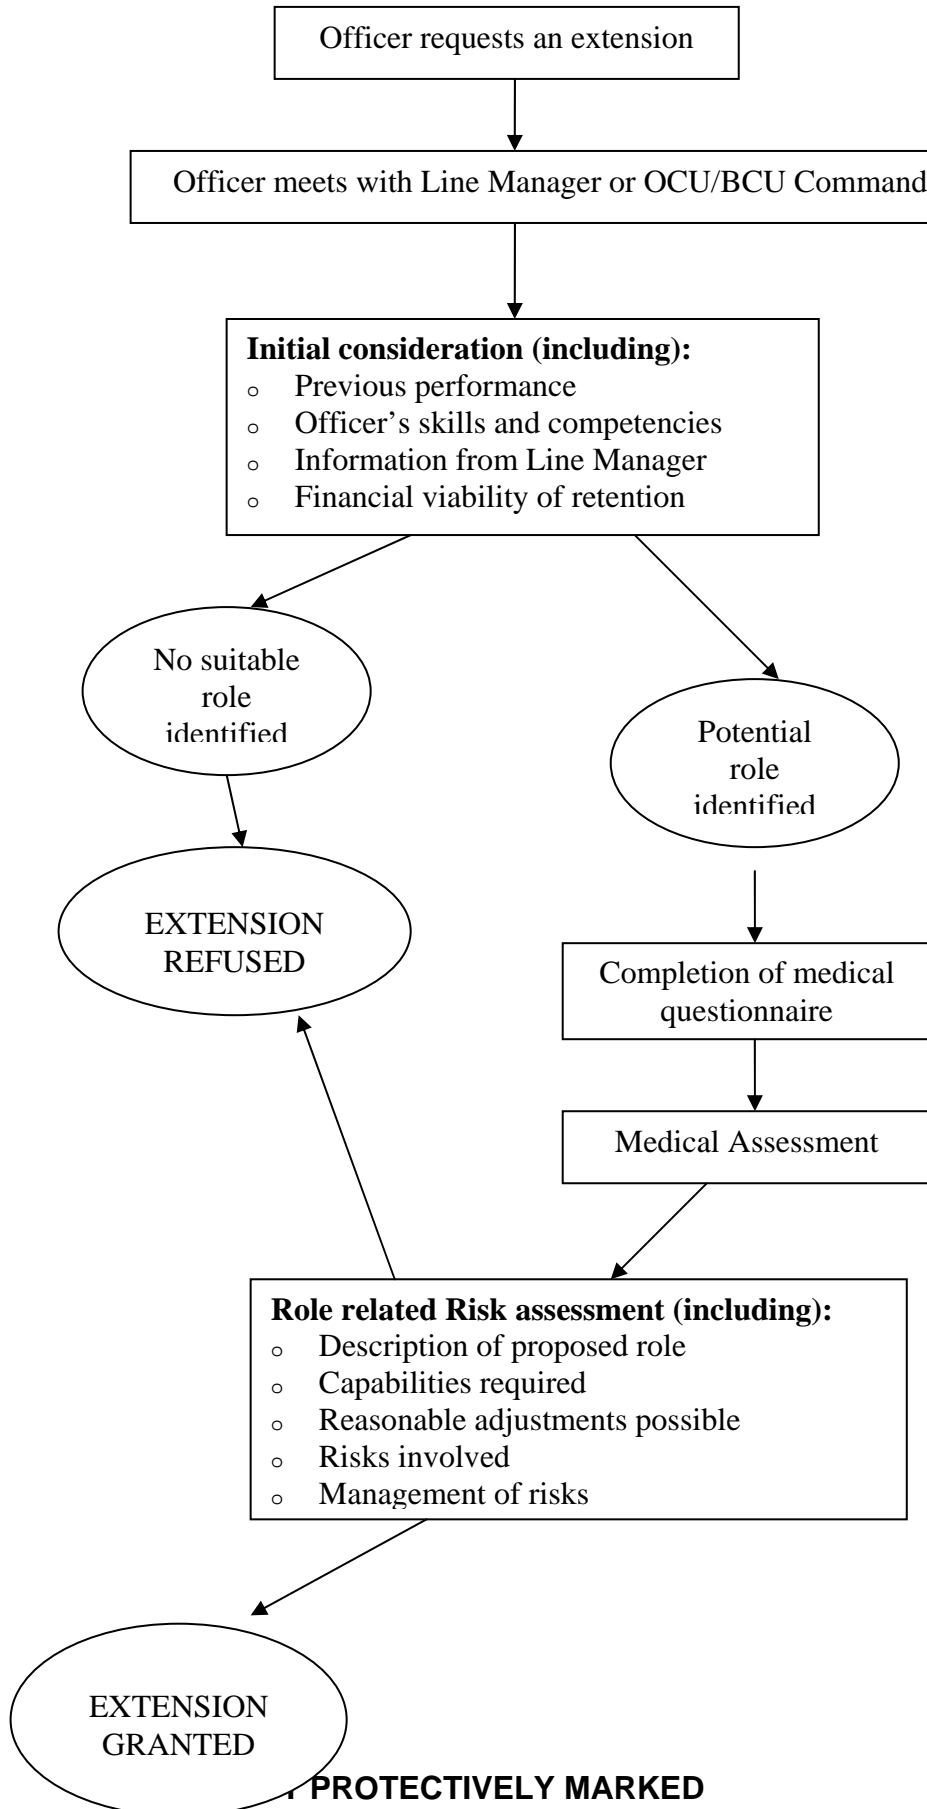 Officer requests an extension
Officer meets with Line Manager or OCU/BCU Command
Initial consideration (including):
o Previous performance
o Officer's skills and competencies
o Information from Line Manager
o Financial viability of retention
No suitable
role
identified
Potential
role
identified
EXTENSION
REFUSED
Completion of medical
questionnaire
Medical Assessment
Role related Risk assessment (including):
o Description of proposed role
o Capabilities required
o Reasonable adjustments possible
o Risks involved
o Management of risks
EXTENSION
GRANTED
PROTECTIVELY MARKED